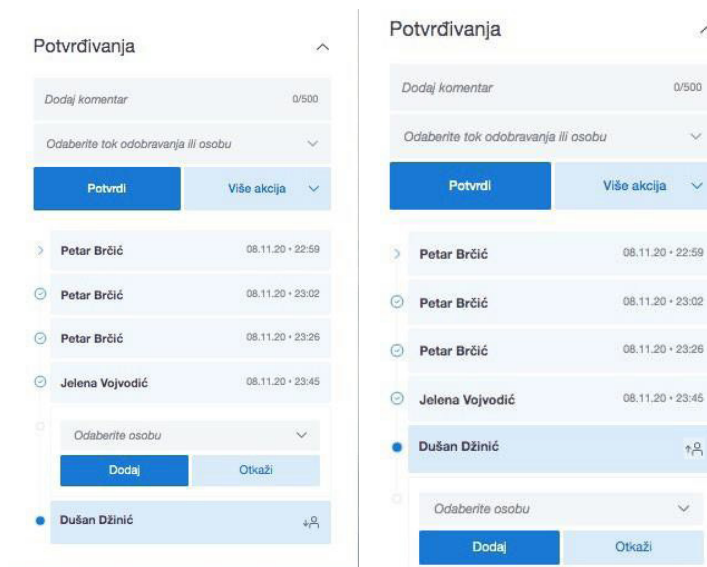 Potvrđivanja
Dodaj komentar 0/500
Odaberite tok odobravanja ili osobu
Potvrdi Više akcija
Petar Brčić 08.11.20 • 22:59
Petar Brčić 08.11.20 • 23:02
Petar Brčić 08.11.20 • 23:26
Jelena Vojvodić 08.11.20 • 23:45
Odaberite osobu
Dodaj Otkaži
Dušan Džinić
Potvrđivanja
Dodaj komentar 0/500
Odaberite tok odobravanja ili osobu
Potvrdi Više akcija
Petar Brčić 08.11.20 • 22:59
Petar Brčić 08.11.20 • 23:02
Petar Brčić 08.11.20 • 23:26
Jelena Vojvodić 08.11.20 • 23:45
Dušan Džinić
Odaberite osobu
Dodaj Otkaži